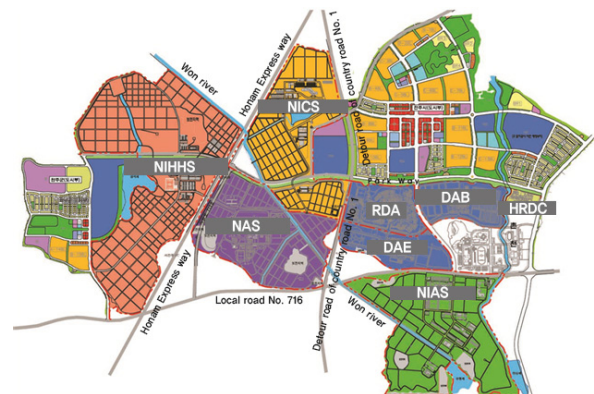 Won river
Honam Express way
Detour road of country road No. 1
NICS
NIHHS
NAS
RDA
DAB
HRDC
DAE
NIAS
Detour road of country road No. 1
Won river
Honam Express way
Local road No. 716